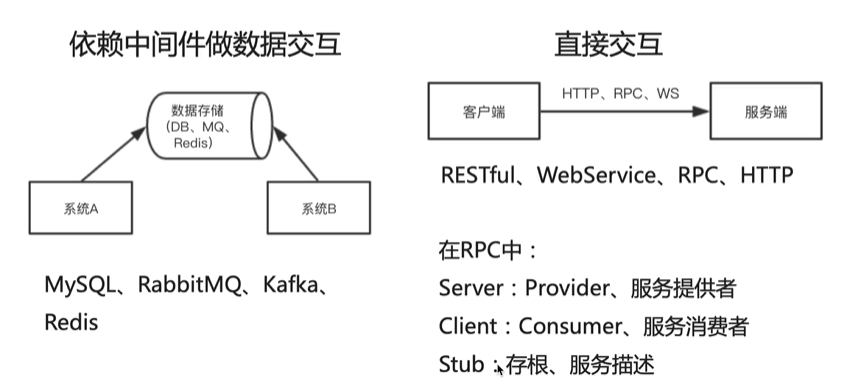 依赖中间件做数据交互
数据存储
（DB、MQ、
Redis）
系统A
系统B
MySQL、RabbitMQ、Kafka、
Redis
直接交互
客户端
HTTP、RPC、WS
服务端
RESTful、WebService、RPC、HTTP
在RPC中：
Server：Provider、服务提供者
Client：Consumer、服务消费者
Stub：存根、服务描述